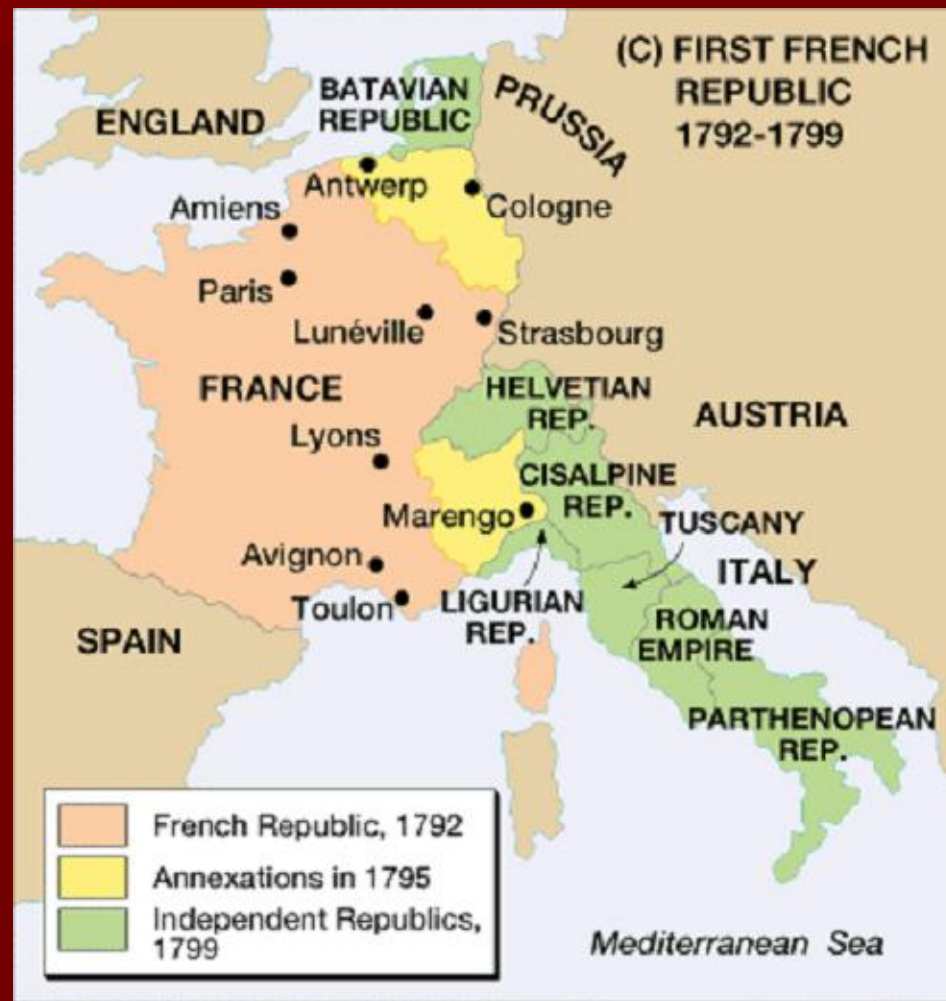 (C) FIRST FRENCH
REPUBLIC
1792-1799
BATAVIAN
REPUBLIC
PRUSSIA
ENGLAND
Antwerp
Cologne
Amiens
Paris
Lunéville
Strasbourg
FRANCE
HELVETIAN
REP.
AUSTRIA
Lyons
CISALPINE
REP.
Marengo
TUSCANY
Avignon
ITALY
Toulon
LIGURIAN
REP.
ROMAN
EMPIRE
SPAIN
PARTHENOPEAN
REP.
French Republic, 1792
Annexations in 1795
Independent Republics,
1799
Mediterranean Sea